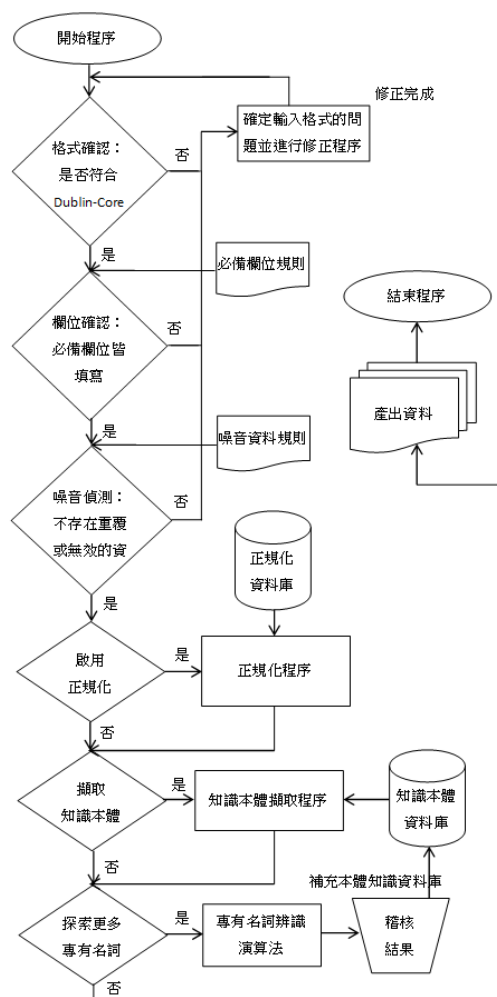 開始程序
修正完成
確定輸入格式的問
題並進行修正程序
格式確認：
是否符合
Dublin-Core
否
是
必備欄位規則
欄位確認：
必備欄位皆
填寫
否
結束程序
產出資料
是
噪音資料規則
噪音偵測：
不存在重覆
或無效的資
否
正規化
資料庫
是
啟用
正規化
是
正規化程序
否
擷取
知識本體
是
知識本體擷取程序
知識本體
資料庫
否
補充本體知識資料庫
探索更多
專有名詞
是
專有名詞辨識
演算法
稽核
結果
否